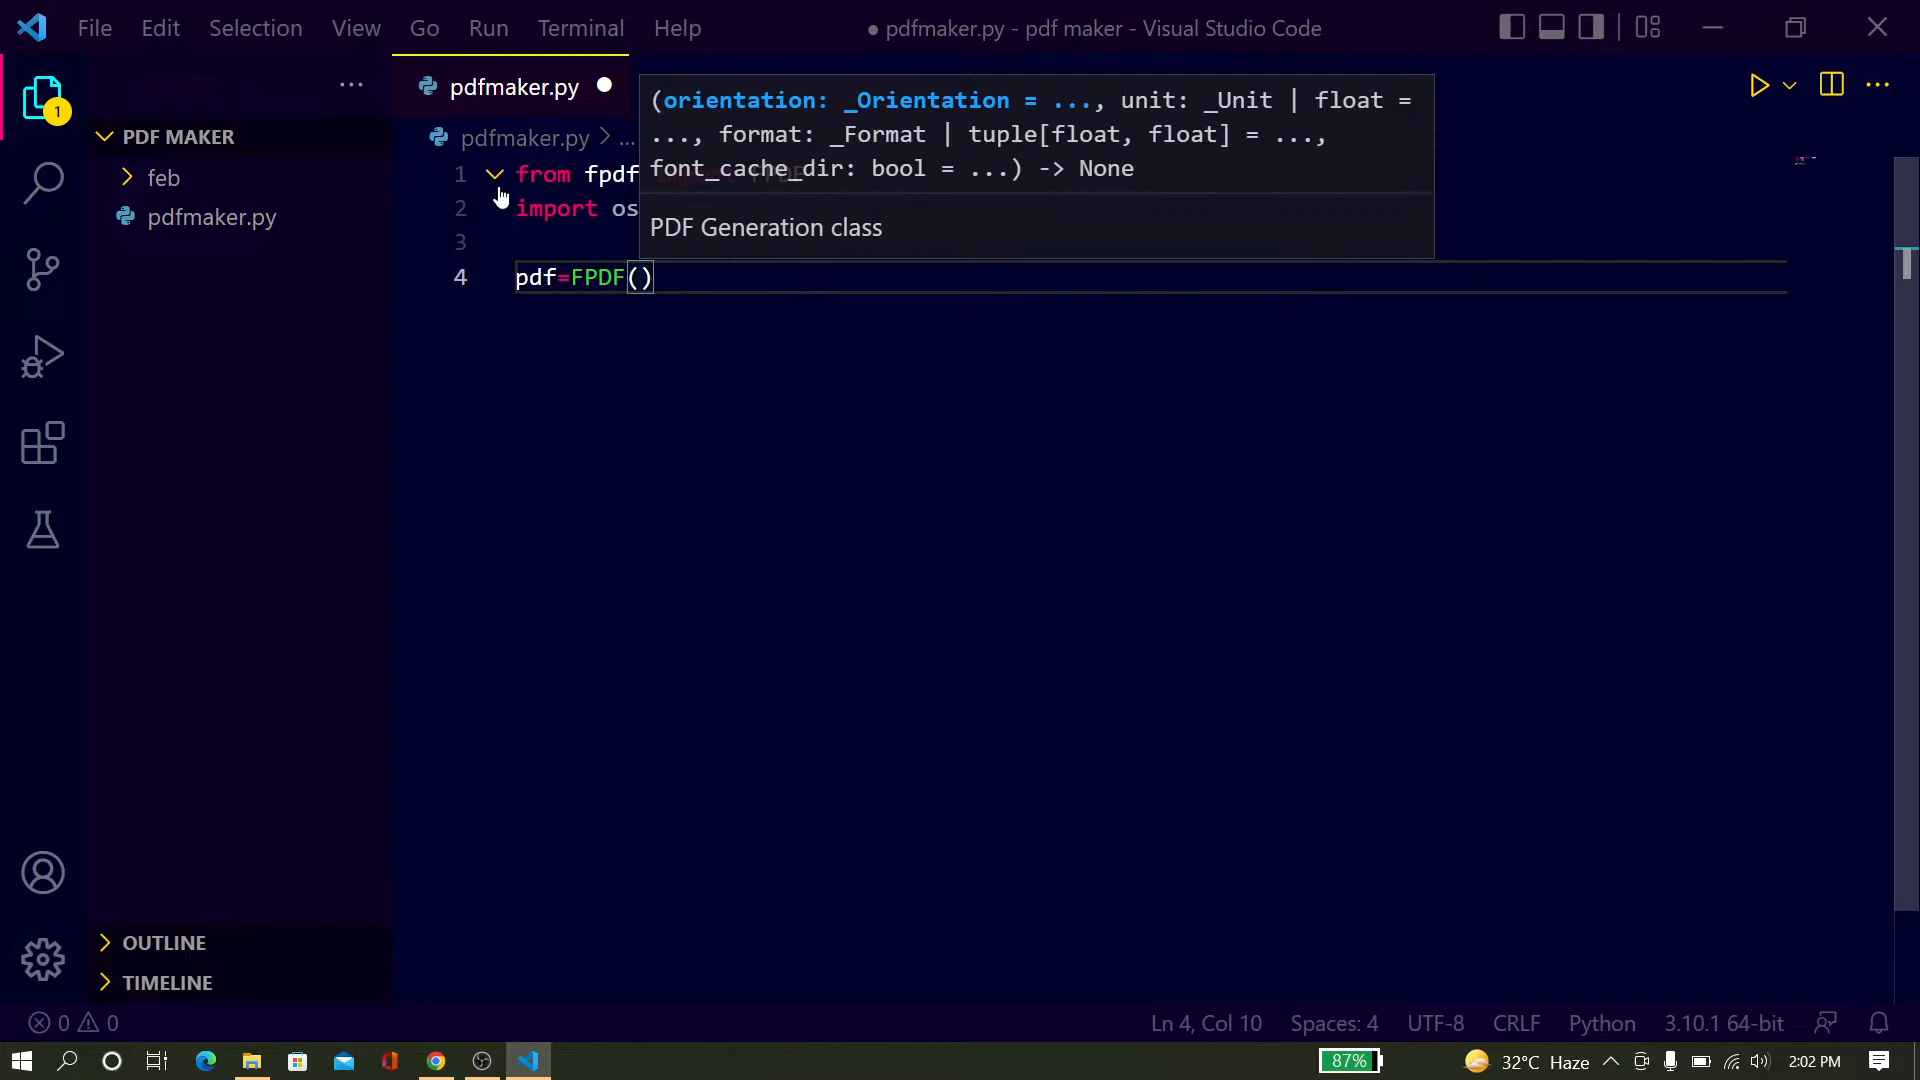 File Edit Selection View Go Run Terminal Help
● pdfmaker.py - pdf maker - Visual Studio Code
1
PDF MAKER
feb
pdfmaker.py
OUTLINE
TIMELINE
pdfmaker.py
pdfmaker.py > ...
(orientation: _Orientation = ..., unit: _Unit | float =
..., format: _Format | tuple[float, float] = ...,
font_cache_dir: bool = ...) -> None
PDF Generation class
1 from fpdf
2 import os
3
4 pdf=FPDF()
0 0
Ln 4, Col 10 Spaces: 4 UTF-8 CRLF Python 3.10.1 64-bit
87% 32°C Haze 2:02 PM